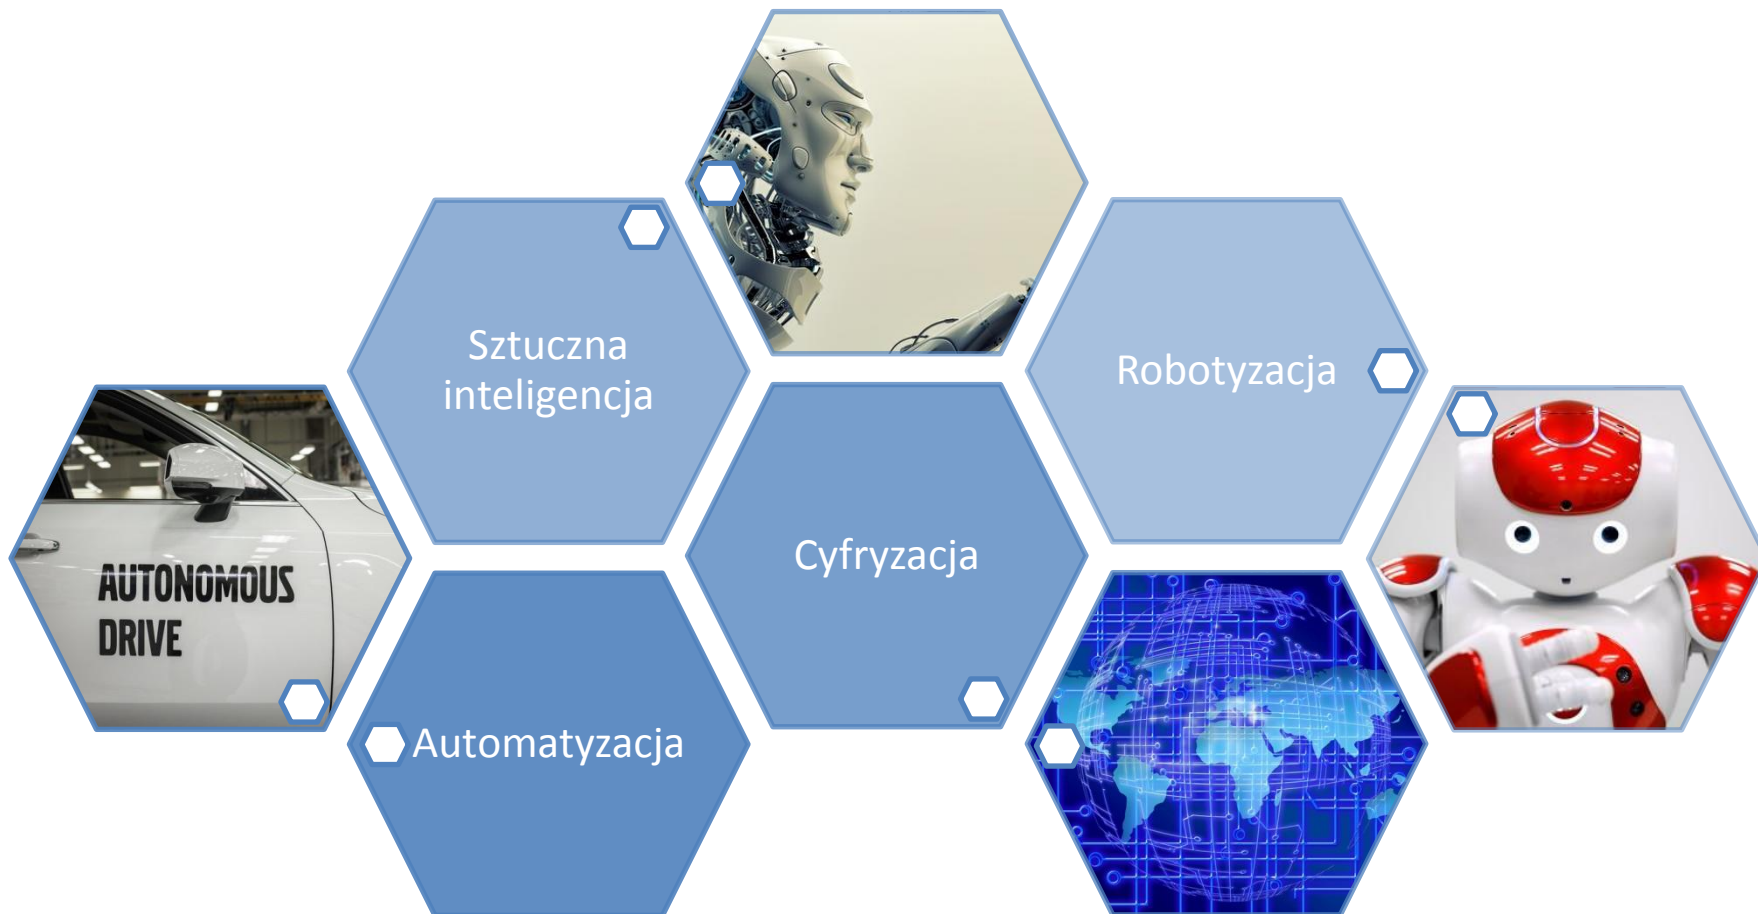 Sztuczna
inteligencja
Robotyzacja
Cyfryzacja
AUTONOMOUS
DRIVE
Automatyzacja